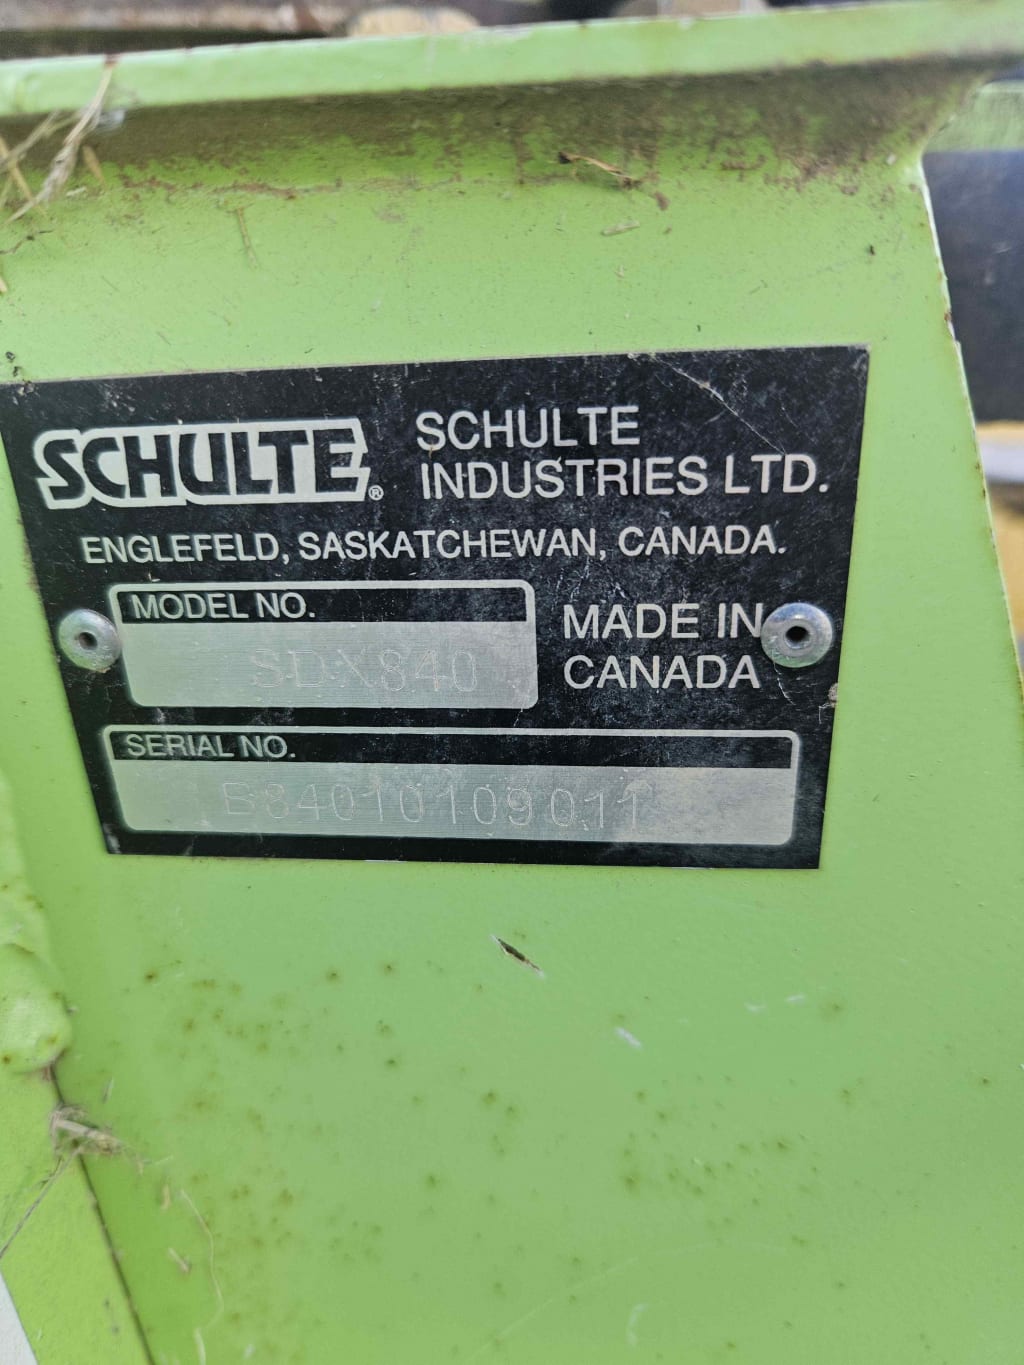 SCHULTE®
SCHULTE
INDUSTRIES LTD.
ENGLEFELD, SASKATCHEWAN, CANADA.
MODEL NO.
SDX840
MADE IN
CANADA
SERIAL NO.
B84010109011